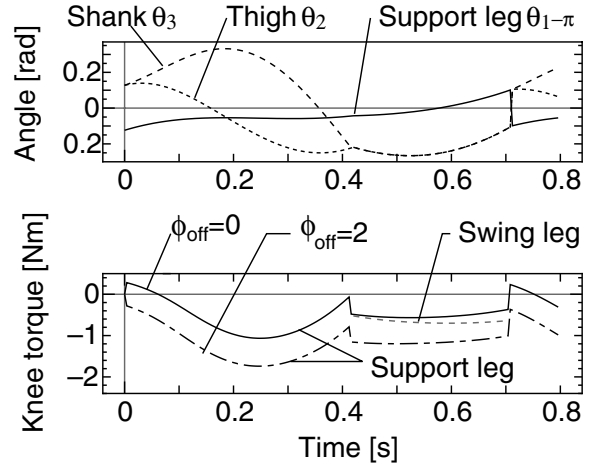 Shank θ3 Thigh θ2 Support leg θ1−π
Angle [rad]
0.2
0
0.2
0 0.2 0.4 0.6 0.8
ϕoff=0 ϕoff=2 Swing leg
Knee torque [Nm]
0
−1
−2
Support leg
0 0.2 0.4 0.6 0.8
Time [s]